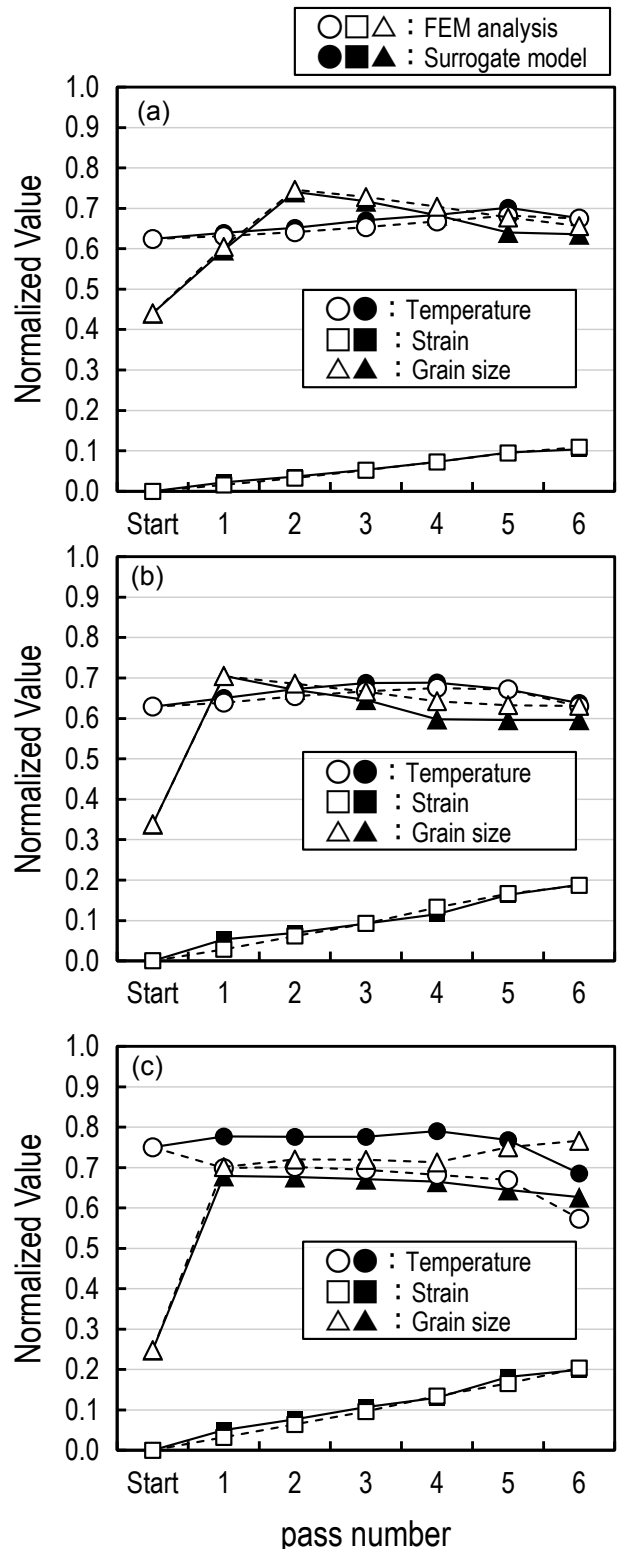 ○□△ : FEM analysis
●■▲ : Surrogate model
(a)
1.0
0.9
0.8
0.7
0.6
0.5
0.4
0.3
0.2
0.1
0.0
Normalized Value
○● : Temperature
□■ : Strain
△▲ : Grain size
Start 1 2 3 4 5 6
(b)
1.0
0.9
0.8
0.7
0.6
0.5
0.4
0.3
0.2
0.1
0.0
Normalized Value
○● : Temperature
□■ : Strain
△▲ : Grain size
Start 1 2 3 4 5 6
(c)
1.0
0.9
0.8
0.7
0.6
0.5
0.4
0.3
0.2
0.1
0.0
Normalized Value
○● : Temperature
□■ : Strain
△▲ : Grain size
Start 1 2 3 4 5 6
pass number